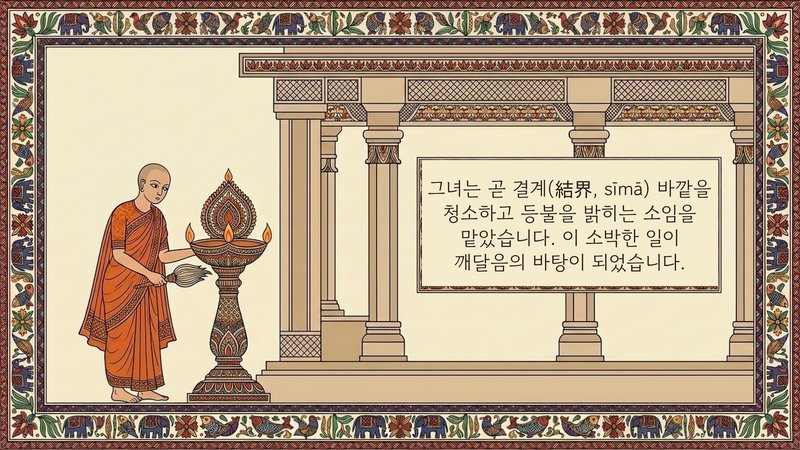 그녀는 곧 결계(結界, sīmā) 바깥을
청소하고 등불을 밝히는 소임을
맡았습니다. 이 소박한 일이
깨달음의 바탕이 되었습니다.